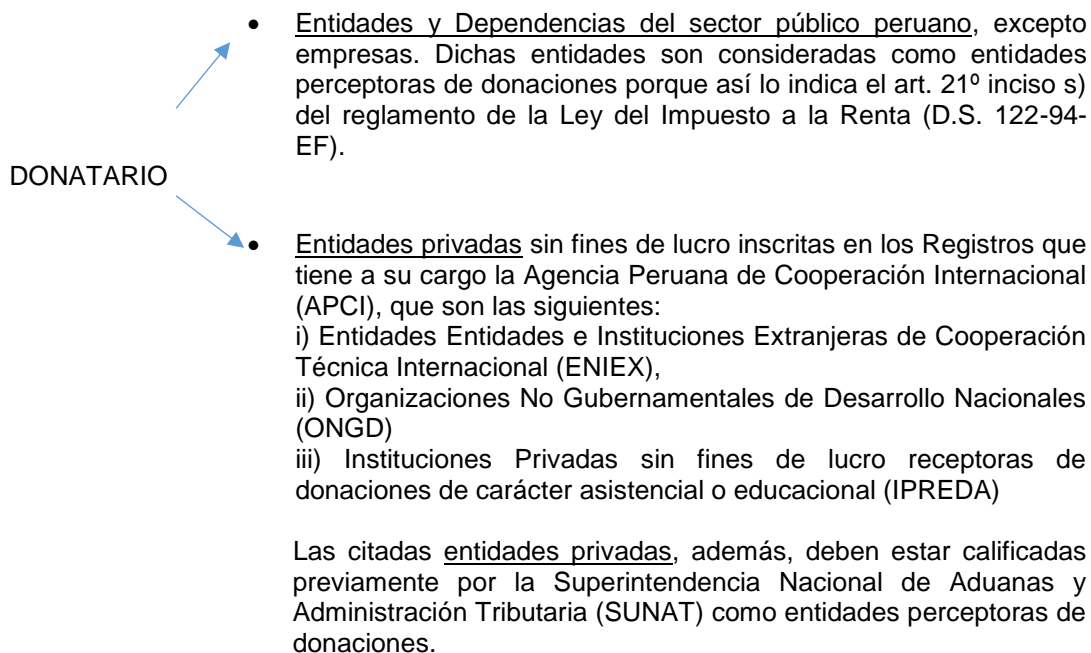 • Entidades y Dependencias del sector público peruano, excepto
empresas. Dichas entidades son consideradas como entidades
perceptoras de donaciones porque así lo indica el art. 21º inciso s)
del reglamento de la Ley del Impuesto a la Renta (D.S. 122-94-
EF).
DONATARIO
• Entidades privadas sin fines de lucro inscritas en los Registros que
tiene a su cargo la Agencia Peruana de Cooperación Internacional
(APCI), que son las siguientes:
i) Entidades Entidades e Instituciones Extranjeras de Cooperación
Técnica Internacional (ENIEX),
ii) Organizaciones No Gubernamentales de Desarrollo Nacionales
(ONGD)
iii) Instituciones Privadas sin fines de lucro receptoras de
donaciones de carácter asistencial o educacional (IPREDA)
Las citadas entidades privadas, además, deben estar calificadas
previamente por la Superintendencia Nacional de Aduanas y
Administración Tributaria (SUNAT) como entidades perceptoras de
donaciones.